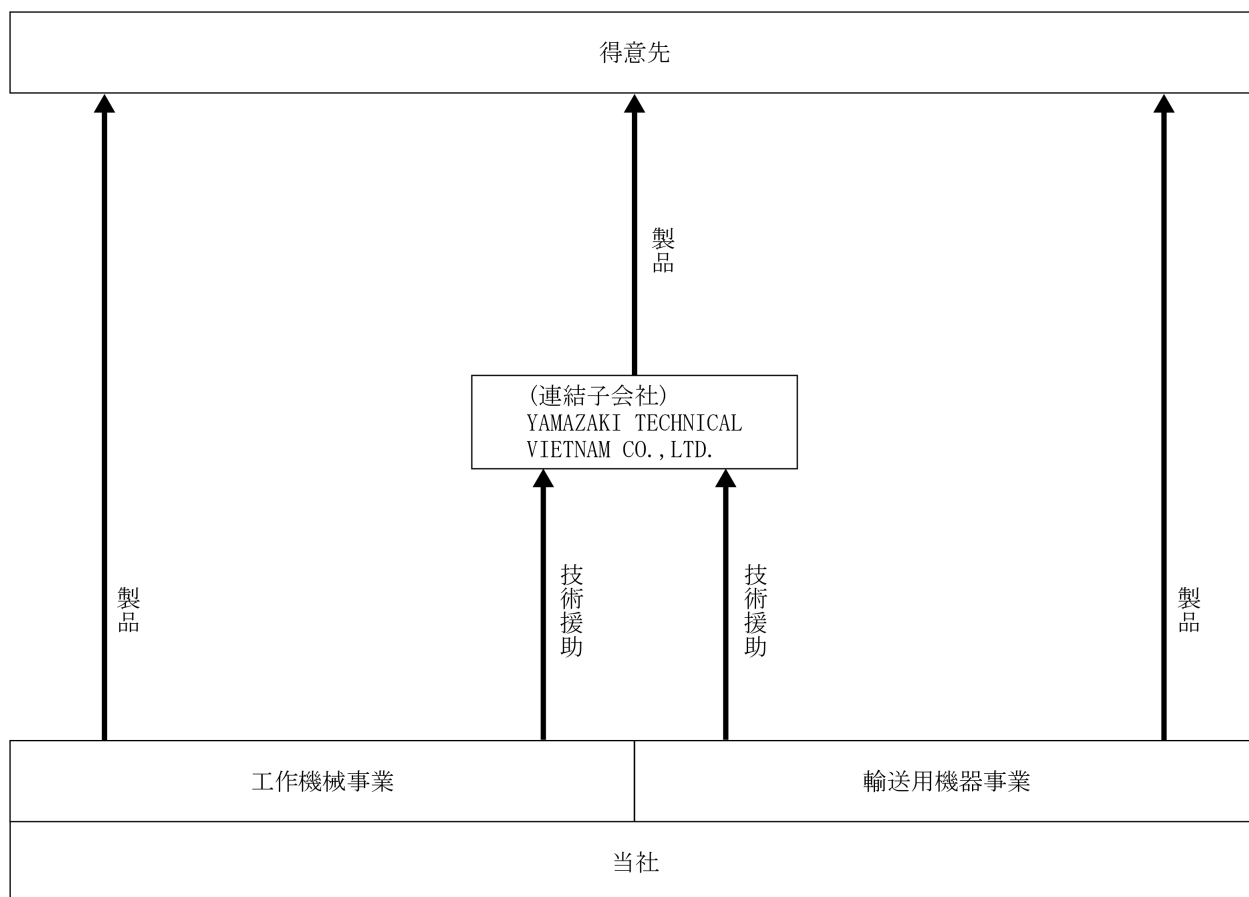 得意先
製品
(連結子会社)
YAMAZAKI TECHNICAL
VIETNAM CO.,LTD.
技術援助
技術援助
製品
製品
工作機械事業
輸送用機器事業
当社